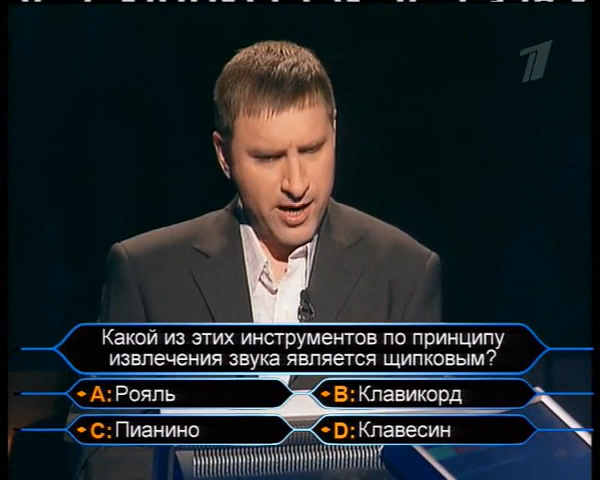 Какой из этих инструментов по принципу
извлечения звука является щипковым?
A: Рояль
B: Клавикорд
C: Пианино
D: Клавесин